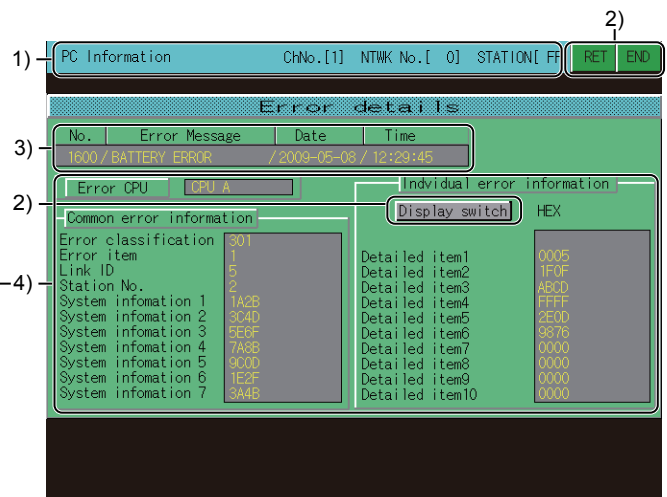 2)
1)
PC Information ChNo.[1] NTWK No.[ 0] STATION[ FF RET END
Error details
3)
No. Error Message Date Time
1600 / BATTERY ERROR / 2009-05-08 / 12:29:45
Error CPU CPU A
Indvidual error information
2)
Display switch HEX
Common error information
4)
Error classification 301
Error item 1
Link ID 5
Station No. 2
System infomation 1 1A2B
System infomation 2 3C4D
System infomation 3 5E6F
System infomation 4 7A8B
System infomation 5 9C0D
System infomation 6 1E2F
System infomation 7 3A4B
Detailed item1 0005
Detailed item2 1F0F
Detailed item3 ABCD
Detailed item4 FFFF
Detailed item5 2E0D
Detailed item6 9876
Detailed item7 0000
Detailed item8 0000
Detailed item9 0000
Detailed item10 0000